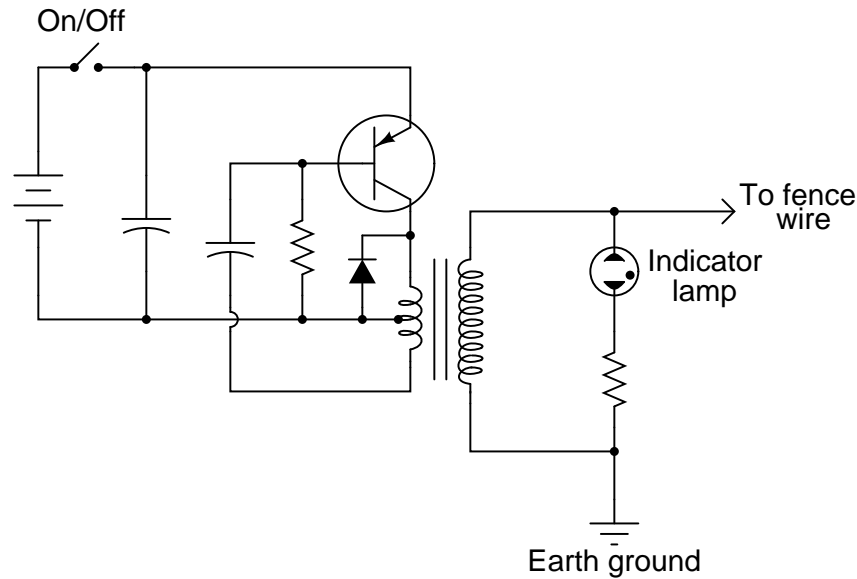 On/Off
To fence
wire
Indicator
lamp
Earth ground